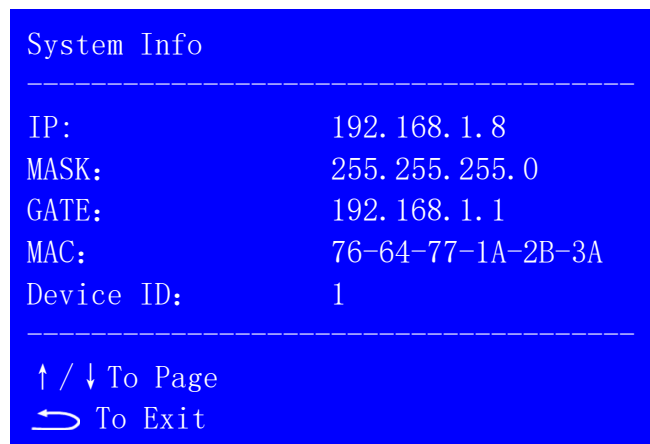 System Info
--------------------------------------
IP: 192.168.1.8
MASK： 255.255.255.0
GATE： 192.168.1.1
MAC： 76-64-77-1A-2B-3A
Device ID： 1
--------------------------------------
↑/↓To Page
To Exit